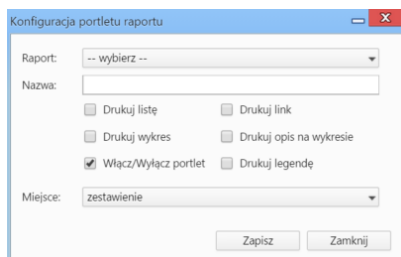 Konfiguracja portletu raportu
Raport: -- wybierz --
Nazwa:
Drukuj listę Drukuj link
Drukuj wykres Drukuj opis na wykresie
Włącz/Wyłącz portlet Drukuj legendę
Miejsce: zestawienie
Zapisz Zamknij